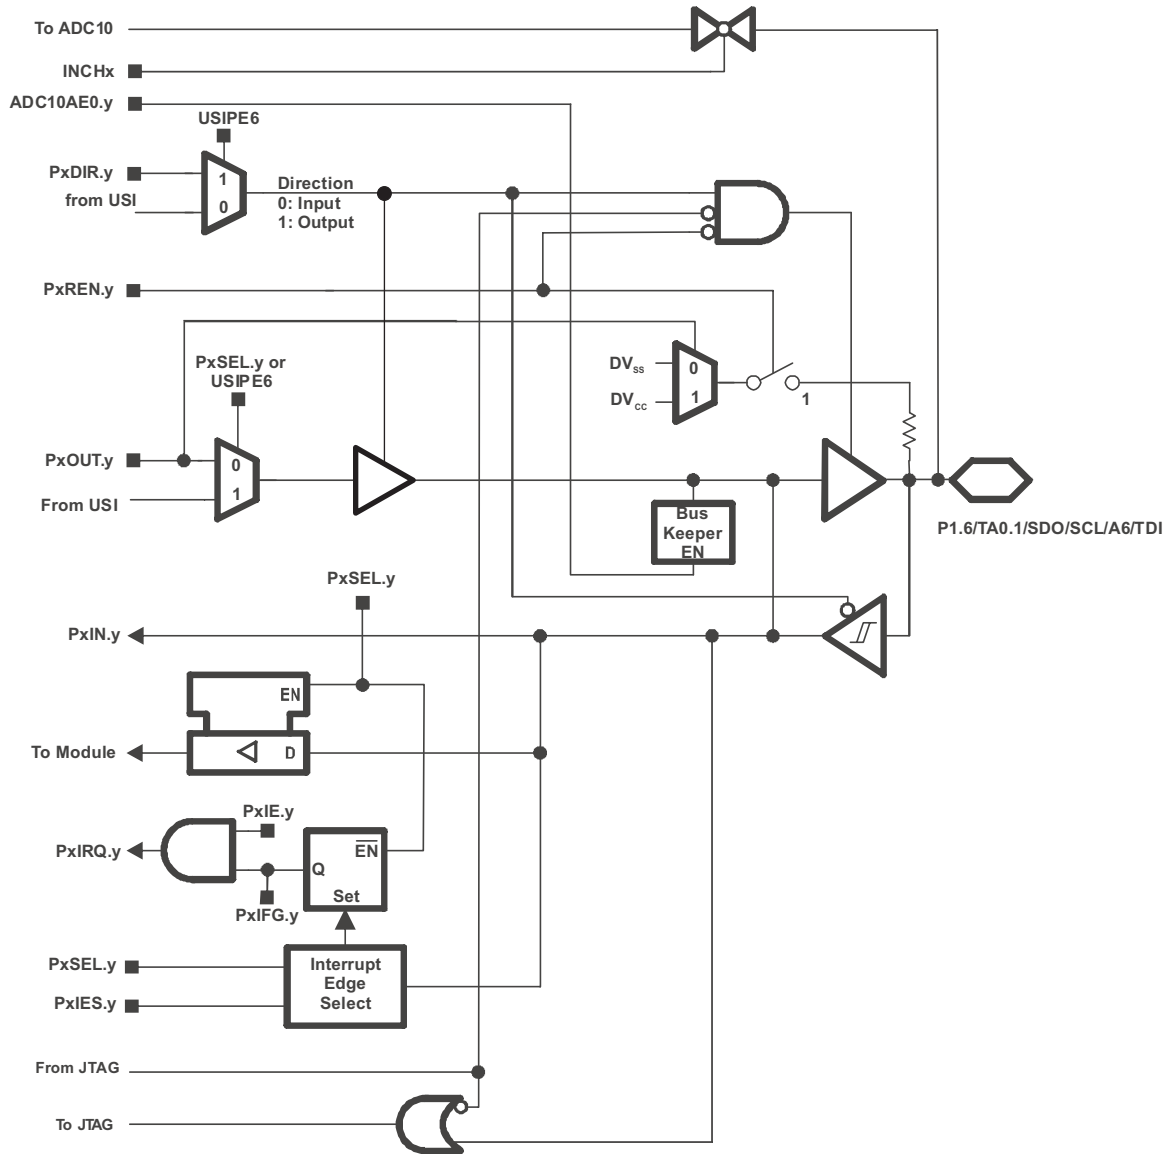 To ADC10
INCHx
ADC10AE0.y
USIPE6
PxDIR.y
from USI
1
0
Direction
0: Input
1: Output
PxREN.y
PxSEL.y or
USIPE6
DVSS
DVCC
0
1
1
PxOUT.y
From USI
0
1
Bus
Keeper
EN
P1.6/TA0.1/SDO/SCL/A6/TDI
PxSEL.y
PxIN.y
EN
To Module
D
PxIE.y
PxIRQ.y
EN
Q
Set
PxIFG.y
PxSEL.y
PxIES.y
Interrupt
Edge
Select
From JTAG
To JTAG